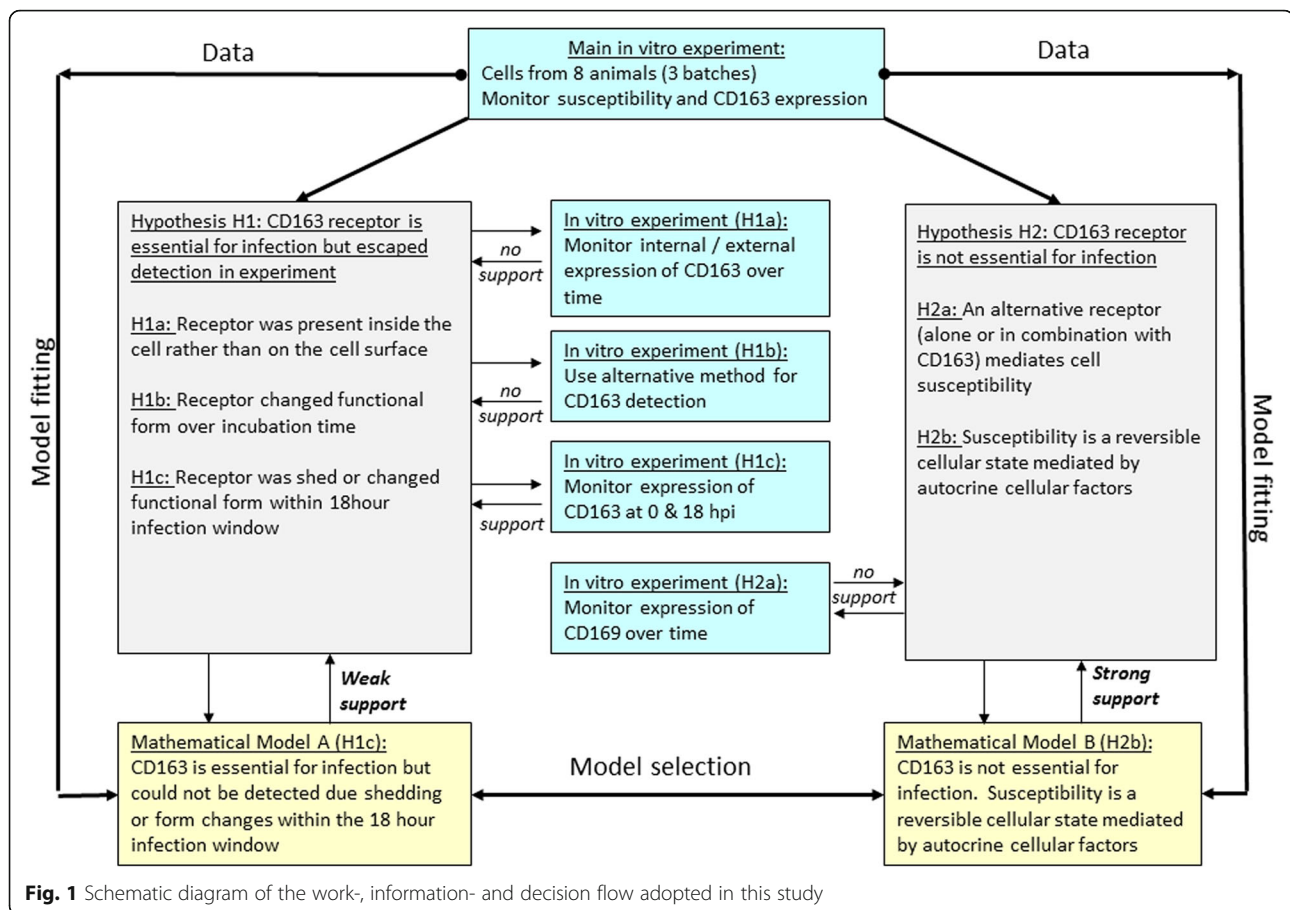 Data
Main in vitro experiment:
Cells from 8 animals (3 batches)
Monitor susceptibility and CD163 expression
Data
Model fitting
Hypothesis H1: CD163 receptor is
essential for infection but escaped
detection in experiment
H1a: Receptor was present inside the
cell rather than on the cell surface
H1b: Receptor changed functional
form over incubation time
H1c: Receptor was shed or changed
functional form within 18hour
infection window
no
support
In vitro experiment (H1a):
Monitor internal / external
expression of CD163 over
time
no
support
In vitro experiment (H1b):
Use alternative method for
CD163 detection
support
In vitro experiment (H1c):
Monitor expression of
CD163 at 0 & 18 hpi
In vitro experiment (H2a):
Monitor expression of
CD169 over time
no
support
Hypothesis H2: CD163 receptor
is not essential for infection
H2a: An alternative receptor
(alone or in combination with
CD163) mediates cell
susceptibility
H2b: Susceptibility is a reversible
cellular state mediated by
autocrine cellular factors
Model fitting
Weak
support
Strong
support
Mathematical Model A (H1c):
CD163 is essential for infection but
could not be detected due shedding
or form changes within the 18 hour
infection window
Model selection
Mathematical Model B (H2b):
CD163 is not essential for
infection. Susceptibility is a
reversible cellular state mediated
by autocrine cellular factors
Fig. 1 Schematic diagram of the work-, information- and decision flow adopted in this study